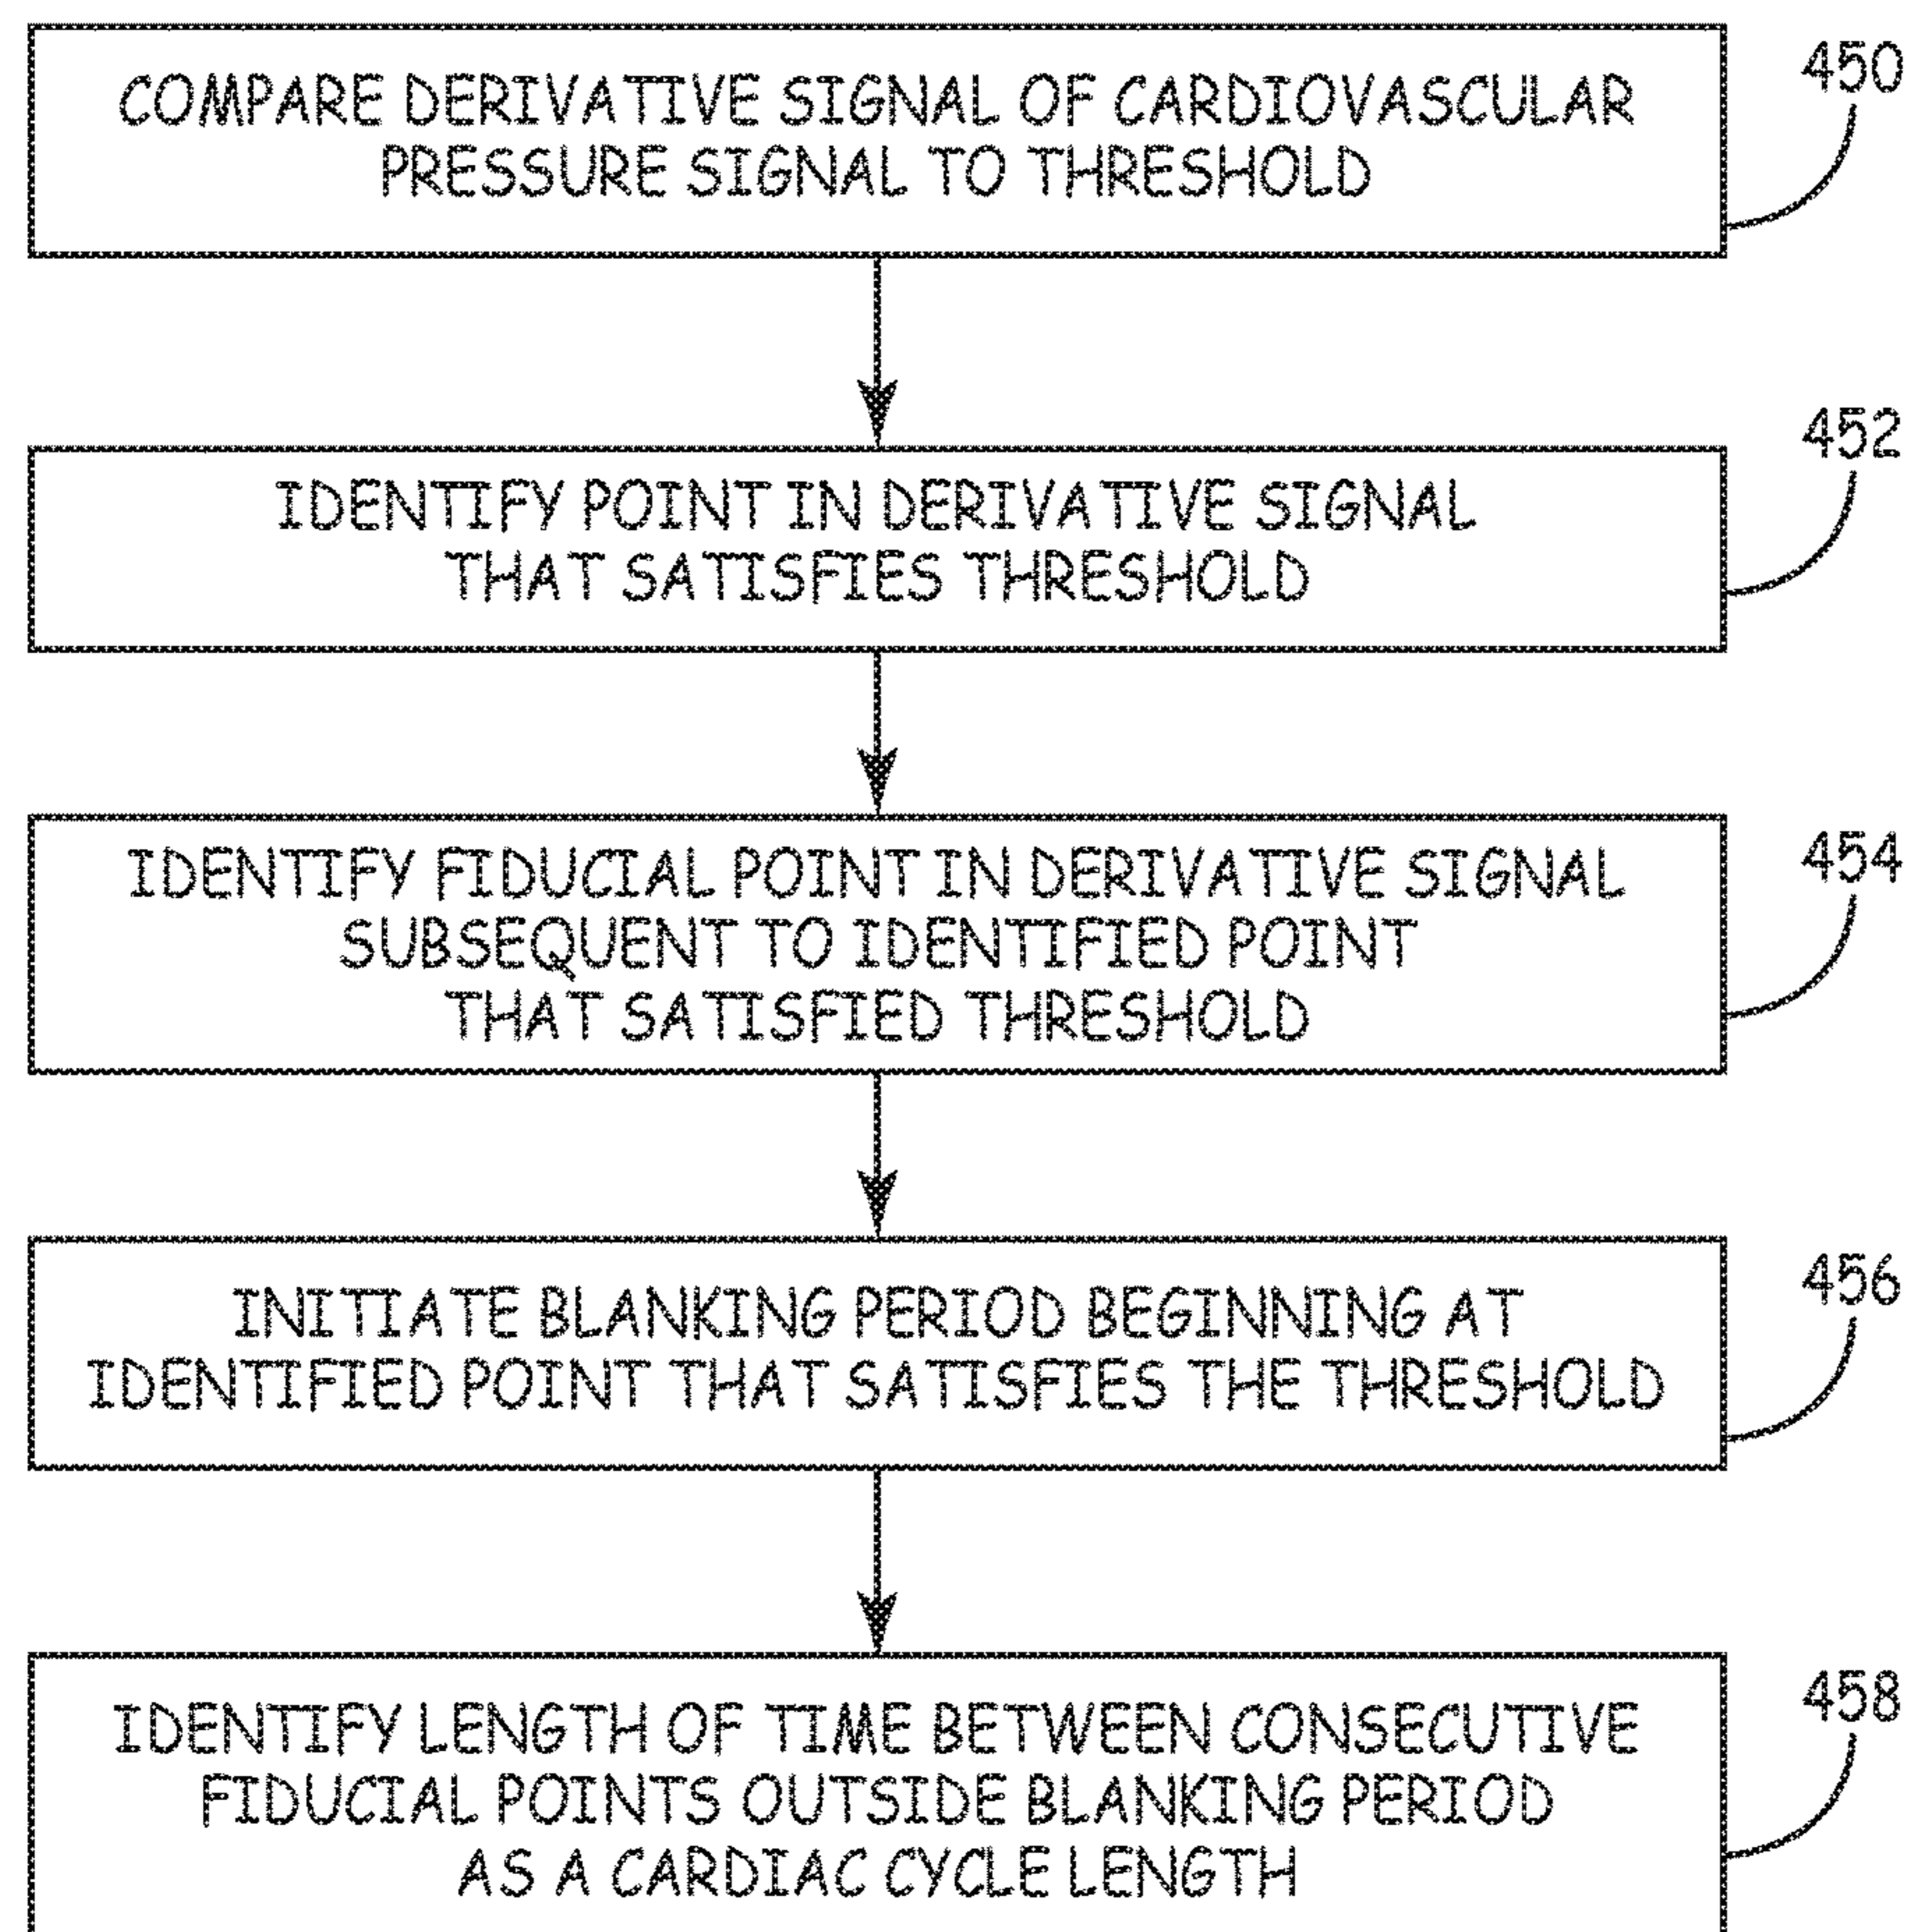 COMPARE DERIVATIVE SIGNAL OF CARDIOVASCULAR
PRESSURE SIGNAL TO THRESHOLD
450
IDENTIFY POINT IN DERIVATIVE SIGNAL
THAT SATISFIES THRESHOLD
452
IDENTIFY FIDUCIAL POINT IN DERIVATIVE SIGNAL
SUBSEQUENT TO IDENTIFIED POINT
THAT SATISFIED THRESHOLD
454
INITIATE BLANKING PERIOD BEGINNING AT
IDENTIFIED POINT THAT SATISFIES THE THRESHOLD
456
IDENTIFY LENGTH OF TIME BETWEEN CONSECUTIVE
FIDUCIAL POINTS OUTSIDE BLANKING PERIOD
AS A CARDIAC CYCLE LENGTH
458